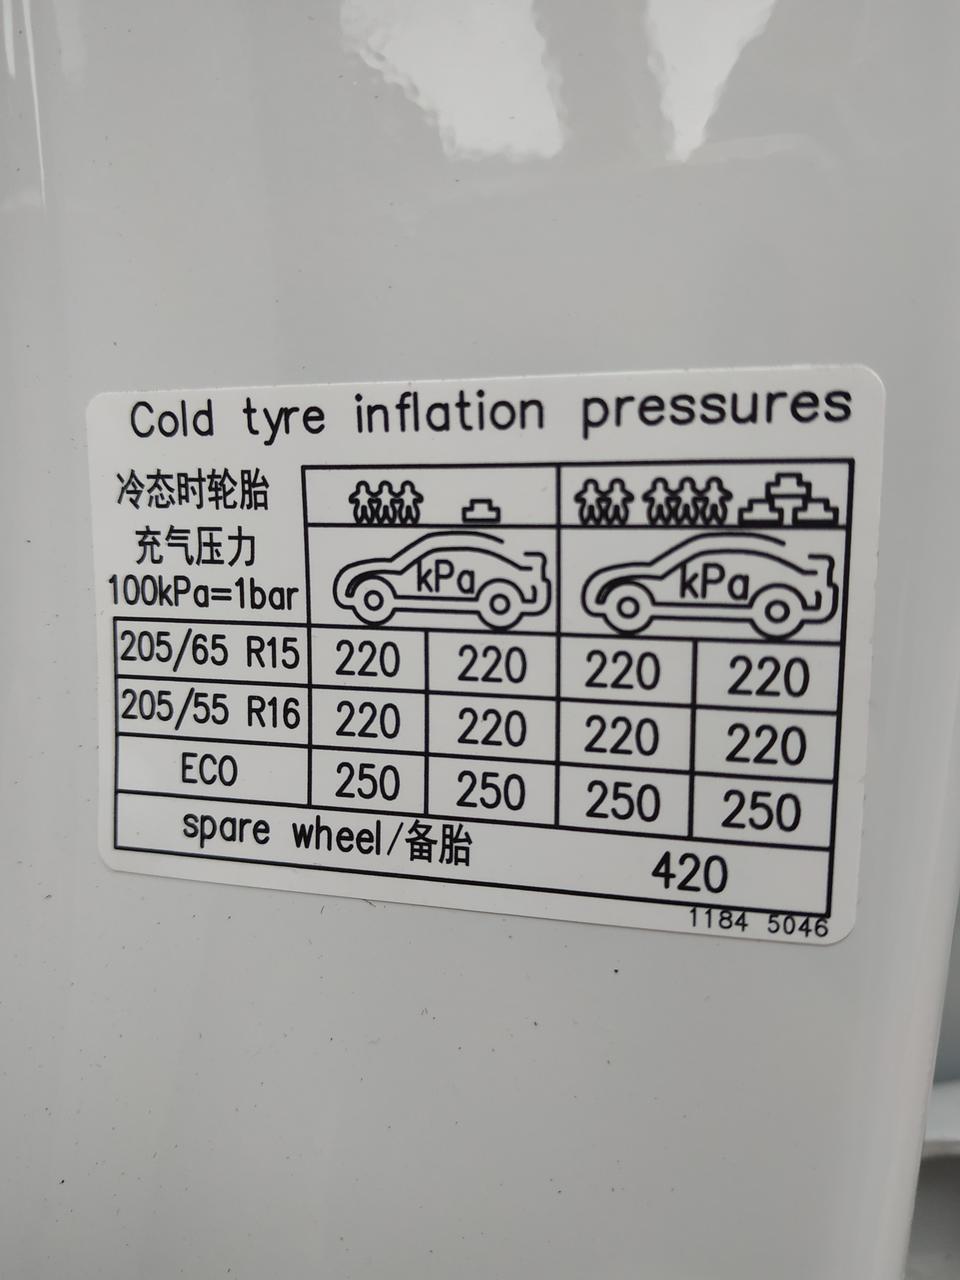 Cold tyre inflation pressures
冷态时轮胎
充气压力
100kPa=1bar
kPa kPa
205/65 R15 220 220 220 220
205/55 R16 220 220 220 220
ECO 250 250 250 250
spare wheel/备胎 420
1184 5046